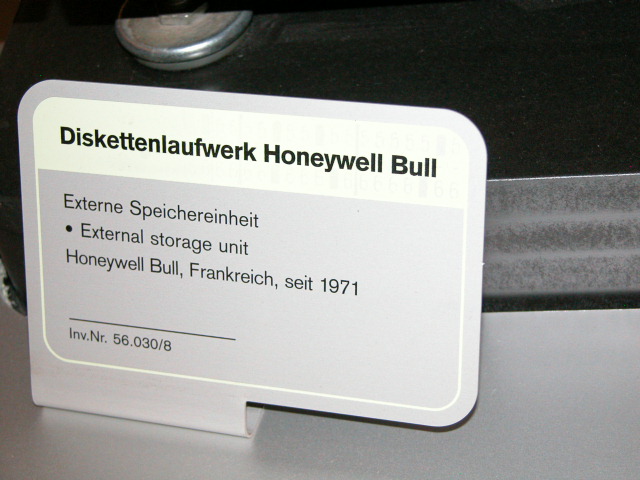 Diskettenlaufwerk Honeywell Bull
Externe Speichereinheit
• External storage unit
Honeywell Bull, Frankreich, seit 1971
Inv.Nr. 56.030/8